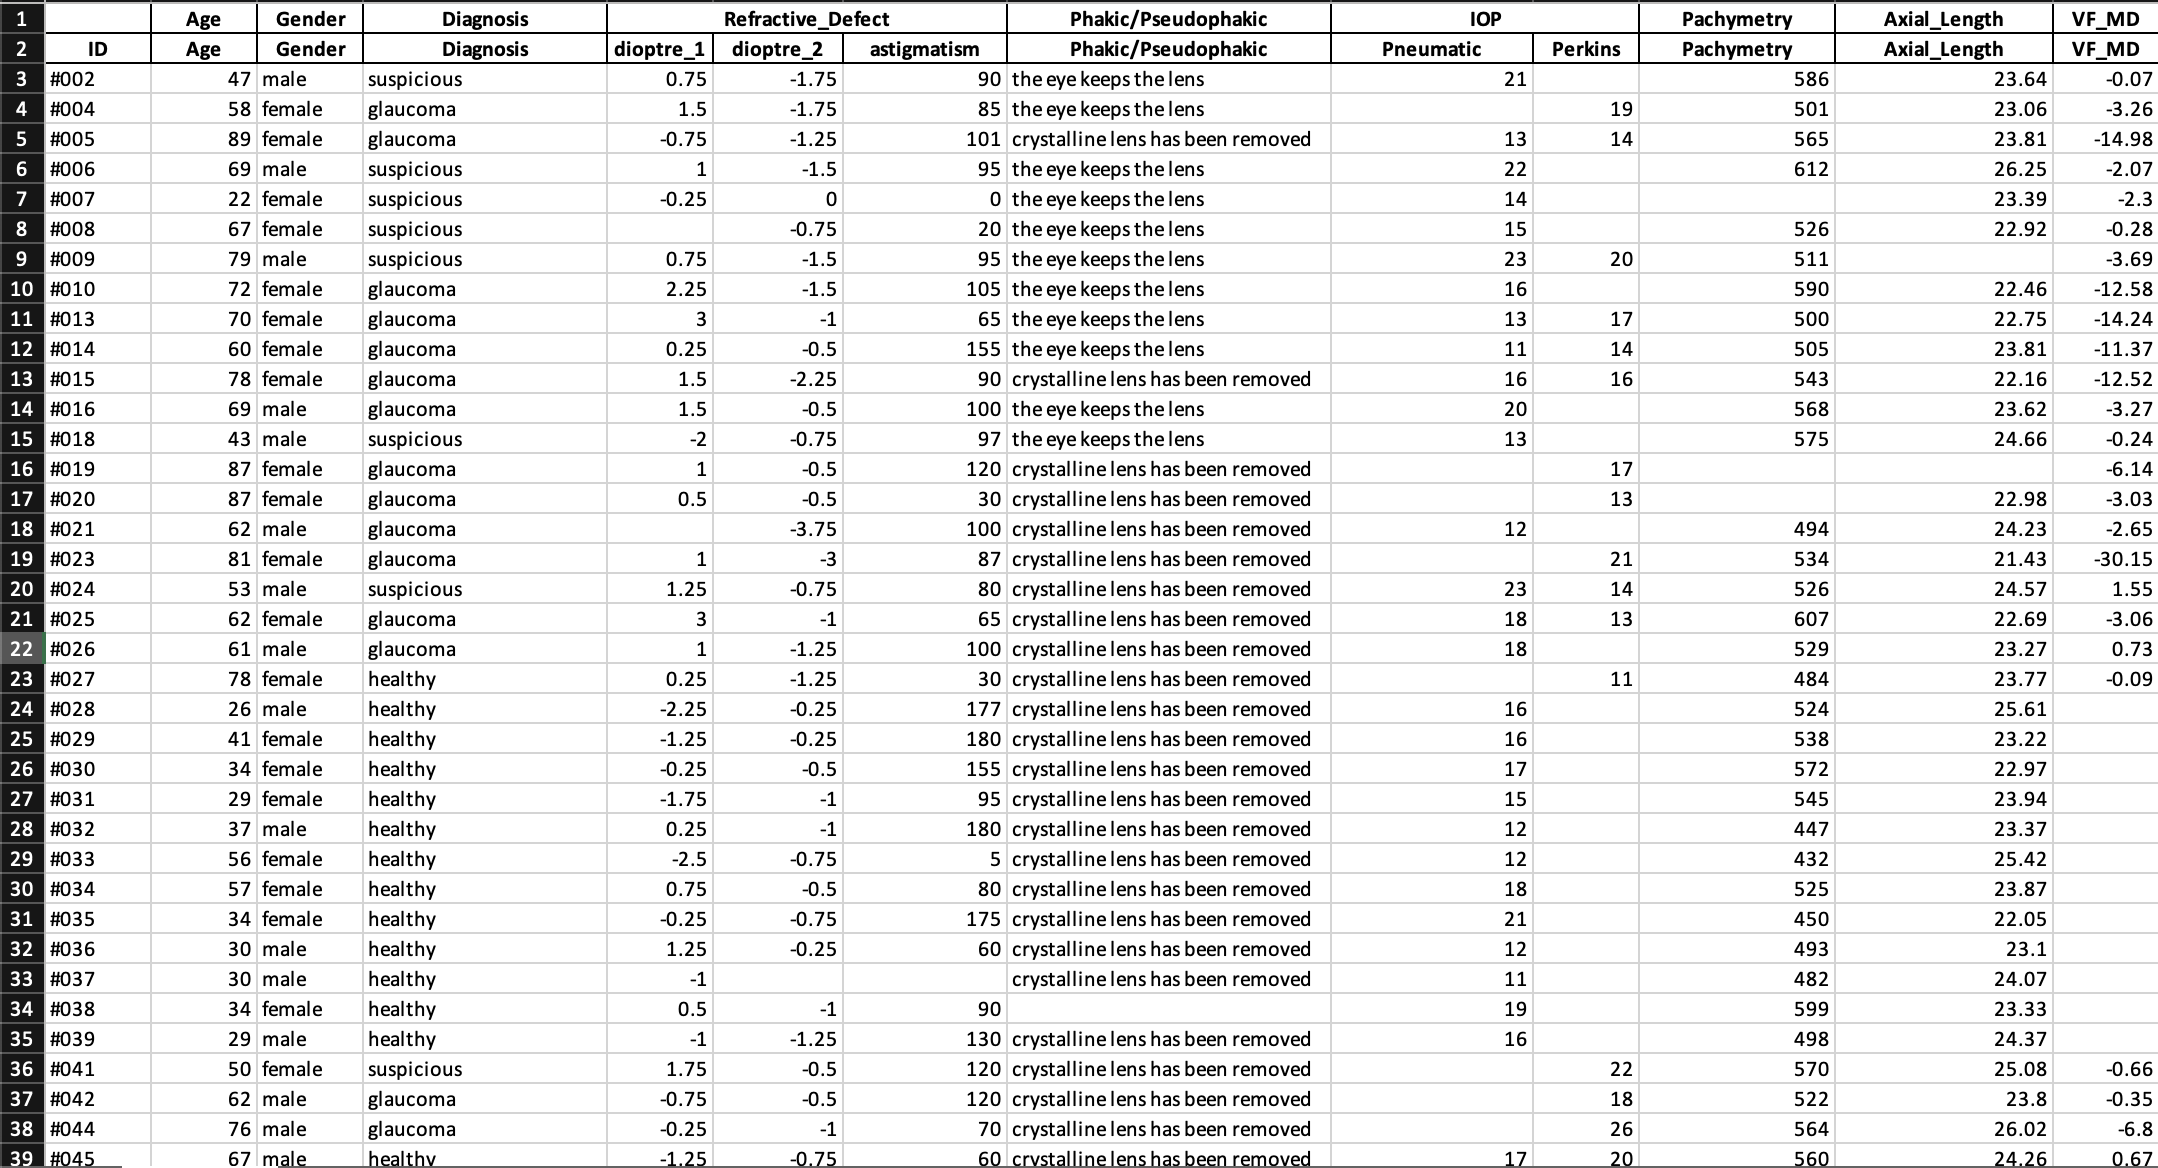 1 Age Gender Diagnosis Refractive_Defect Phakic/Pseudophakic IOP Pachymetry Axial_Length VF_MD
2 ID Age Gender Diagnosis dioptre_1 dioptre_2 astigmatism Phakic/Pseudophakic Pneumatic Perkins Pachymetry Axial_Length VF_MD
3 #002 47 male suspicious 0.75 -1.75 90 the eye keeps the lens 21 586 23.64 -0.07
4 #004 58 female glaucoma 1.5 -1.75 85 the eye keeps the lens 19 501 23.06 -3.26
5 #005 89 female glaucoma -0.75 -1.25 101 crystalline lens has been removed 13 14 565 23.81 -14.98
6 #006 69 male suspicious 1 -1.5 95 the eye keeps the lens 22 612 26.25 -2.07
7 #007 22 female suspicious -0.25 0 0 the eye keeps the lens 14 23.39 -2.3
8 #008 67 female suspicious -0.75 20 the eye keeps the lens 15 526 22.92 -0.28
9 #009 79 male suspicious 0.75 -1.5 95 the eye keeps the lens 23 20 511 -3.69
10 #010 72 female glaucoma 2.25 -1.5 105 the eye keeps the lens 16 590 22.46 -12.58
11 #013 70 female glaucoma 3 -1 65 the eye keeps the lens 13 17 500 22.75 -14.24
12 #014 60 female glaucoma 0.25 -0.5 155 the eye keeps the lens 11 14 505 23.81 -11.37
13 #015 78 female glaucoma 1.5 -2.25 90 crystalline lens has been removed 16 16 543 22.16 -12.52
14 #016 69 male glaucoma 1.5 -0.5 100 the eye keeps the lens 20 568 23.62 -3.27
15 #018 43 male suspicious -2 -0.75 97 the eye keeps the lens 13 575 24.66 -0.24
16 #019 87 female glaucoma 1 -0.5 120 crystalline lens has been removed 17 -6.14
17 #020 87 female glaucoma 0.5 -0.5 30 crystalline lens has been removed 13 22.98 -3.03
18 #021 62 male glaucoma -3.75 100 crystalline lens has been removed 12 494 24.23 -2.65
19 #023 81 female glaucoma 1 -3 87 crystalline lens has been removed 21 534 21.43 -30.15
20 #024 53 male suspicious 1.25 -0.75 80 crystalline lens has been removed 23 14 526 24.57 1.55
21 #025 62 female glaucoma 3 -1 65 crystalline lens has been removed 18 13 607 22.69 -3.06
22 #026 61 male glaucoma 1 -1.25 100 crystalline lens has been removed 18 529 23.27 0.73
23 #027 78 female healthy 0.25 -1.25 30 crystalline lens has been removed 11 484 23.77 -0.09
24 #028 26 male healthy -2.25 -0.25 177 crystalline lens has been removed 16 524 25.61
25 #029 41 female healthy -1.25 -0.25 180 crystalline lens has been removed 16 538 23.22
26 #030 34 female healthy -0.25 -0.5 155 crystalline lens has been removed 17 572 22.97
27 #031 29 female healthy -1.75 -1 95 crystalline lens has been removed 15 545 23.94
28 #032 37 male healthy 0.25 -1 180 crystalline lens has been removed 12 447 23.37
29 #033 56 female healthy -2.5 -0.75 5 crystalline lens has been removed 12 432 25.42
30 #034 57 female healthy 0.75 -0.5 80 crystalline lens has been removed 18 525 23.87
31 #035 34 female healthy -0.25 -0.75 175 crystalline lens has been removed 21 450 22.05
32 #036 30 male healthy 1.25 -0.25 60 crystalline lens has been removed 12 493 23.1
33 #037 30 male healthy -1 crystalline lens has been removed 11 482 24.07
34 #038 34 female healthy 0.5 -1 90 19 599 23.33
35 #039 29 male healthy -1 -1.25 130 crystalline lens has been removed 16 498 24.37
36 #041 50 female suspicious 1.75 -0.5 120 crystalline lens has been removed 22 570 25.08 -0.66
37 #042 62 male glaucoma -0.75 -0.5 120 crystalline lens has been removed 18 522 23.8 -0.35
38 #044 76 male glaucoma -0.25 -1 70 crystalline lens has been removed 26 564 26.02 -6.8
39 #045 67 male healthy -1.25 -0.75 60 crystalline lens has been removed 17 20 560 24.26 0.67